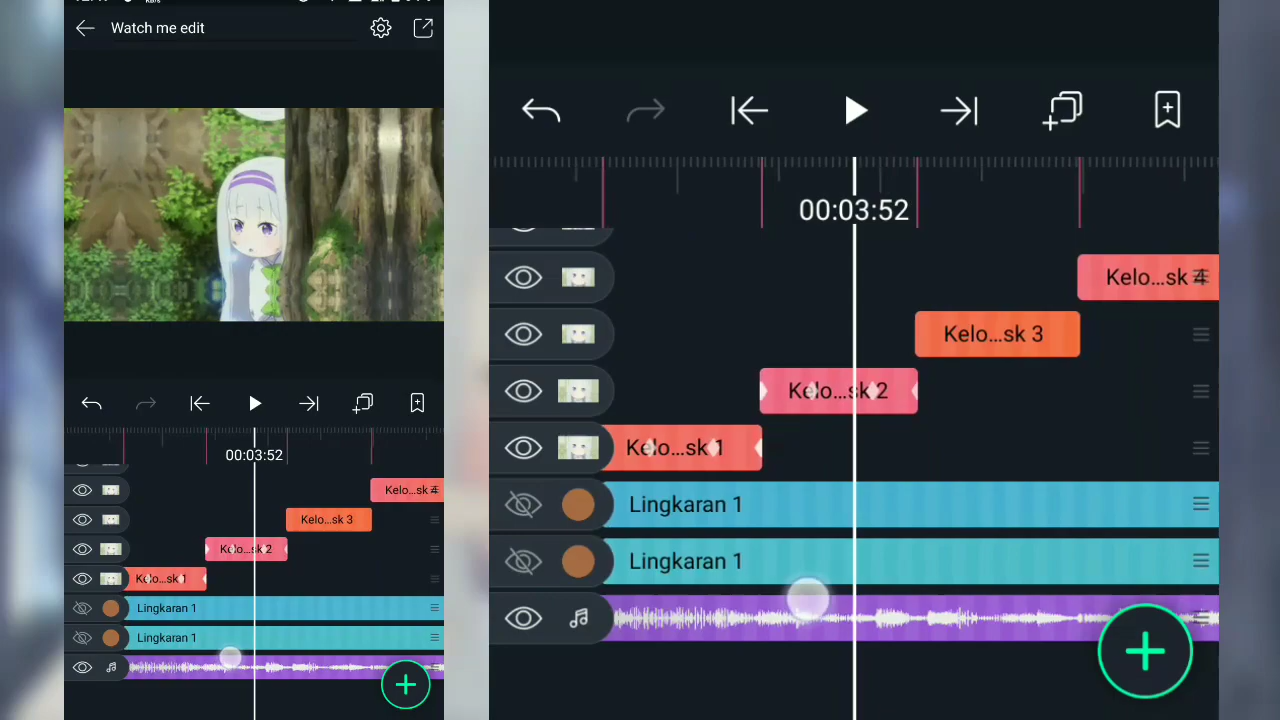 Watch me edit
00:03:52
Kelo...sk 4
Kelo...sk 3
Kelo...sk 2
Kelo...sk 1
Lingkaran 1
Lingkaran 1
00:03:52
Kelo...sk 4
Kelo...sk 3
Kelo...sk 2
Kelo...sk 1
Lingkaran 1
Lingkaran 1